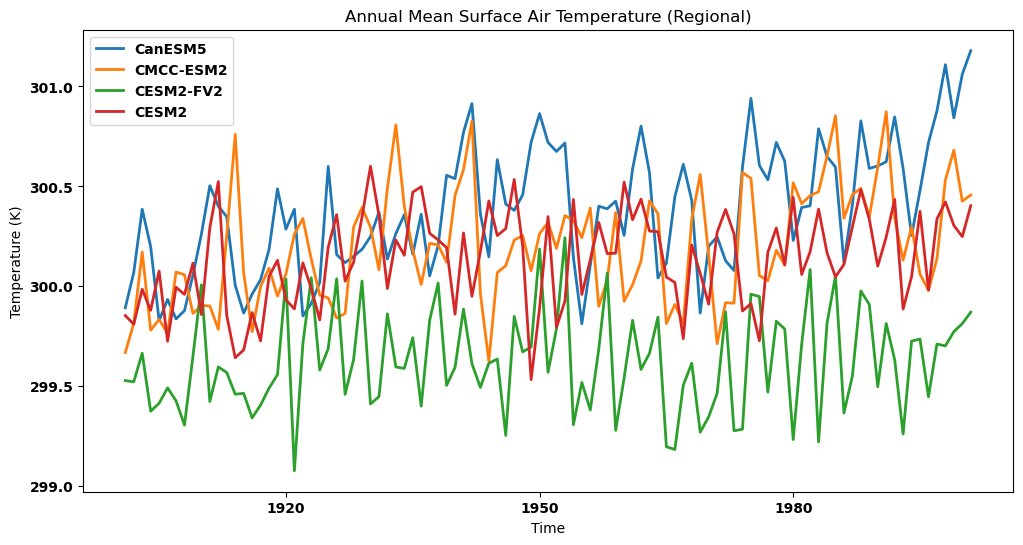 Annual Mean Surface Air Temperature (Regional)
CanESM5
CMCC-ESM2
CESM2-FV2
CESM2
301.0
300.5
300.0
299.5
299.0
Temperature (K)
1920
1950
1980
Time